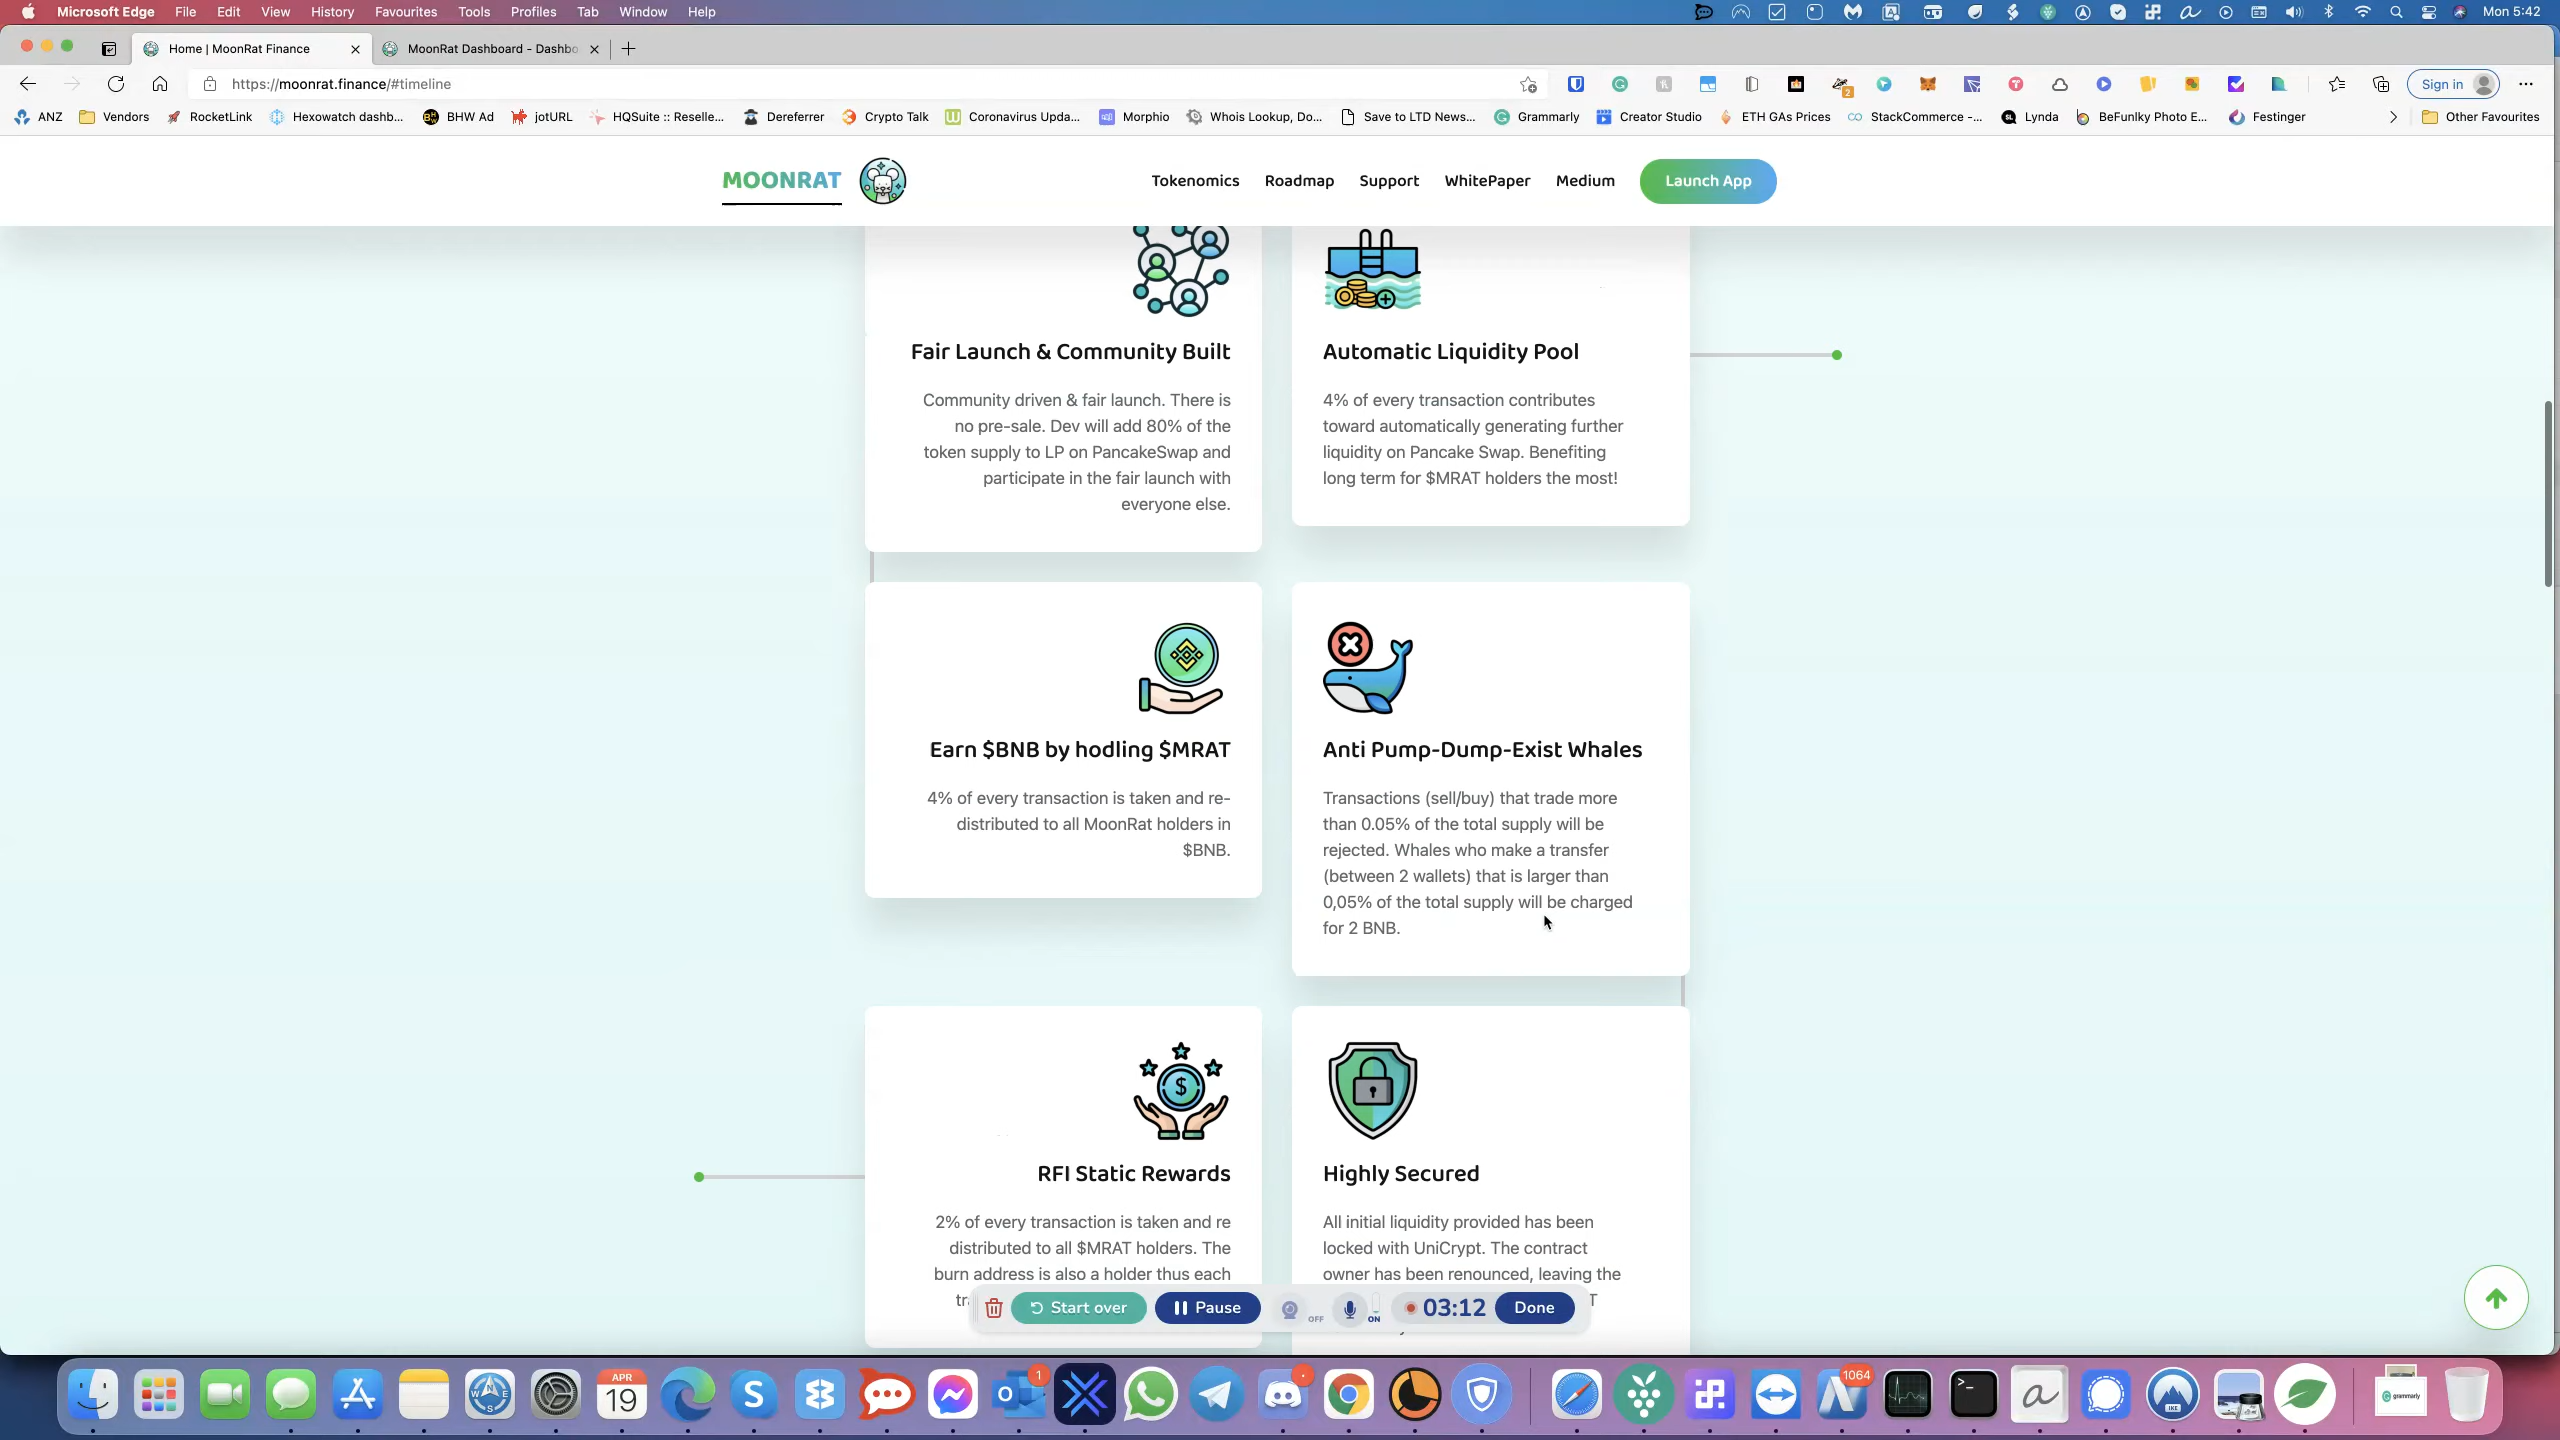 Microsoft Edge File Edit View History Favourites Tools Profiles Tab Window Help Mon 5:42
Home | MoonRat Finance MoonRat Dashboard - Dashbo
https://moonrat.finance/#timeline 2 Sign in
ANZ Vendors RocketLink Hexowatch dashb... BHW Ad jotURL HQSuite :: Reselle... Dereferrer Crypto Talk Coronavirus Upda... Morphio Whois Lookup, Do... Save to LTD News... Grammarly Creator Studio ETH GAs Prices StackCommerce -... Lynda BeFunlky Photo E... Festinger Other Favourites
MOONRAT Tokenomics Roadmap Support WhitePaper Medium Launch App
Fair Launch & Community Built
Community driven & fair launch. There is
no pre-sale. Dev will add 80% of the
token supply to LP on PancakeSwap and
participate in the fair launch with
everyone else.
Automatic Liquidity Pool
4% of every transaction contributes
toward automatically generating further
liquidity on Pancake Swap. Benefiting
long term for $MRAT holders the most!
Earn $BNB by hodling $MRAT
4% of every transaction is taken and re-
distributed to all MoonRat holders in
$BNB.
Anti Pump-Dump-Exist Whales
Transactions (sell/buy) that trade more
than 0.05% of the total supply will be
rejected. Whales who make a transfer
(between 2 wallets) that is larger than
0,05% of the total supply will be charged
for 2 BNB.
RFI Static Rewards
2% of every transaction is taken and re
distributed to all $MRAT holders. The
burn address is also a holder thus each
Highly Secured
All initial liquidity provided has been
locked with UniCrypt. The contract
owner has been renounced, leaving the
Start over Pause OFF ON 03:12 Done
APR
19
1
1064
IKE
grammarly